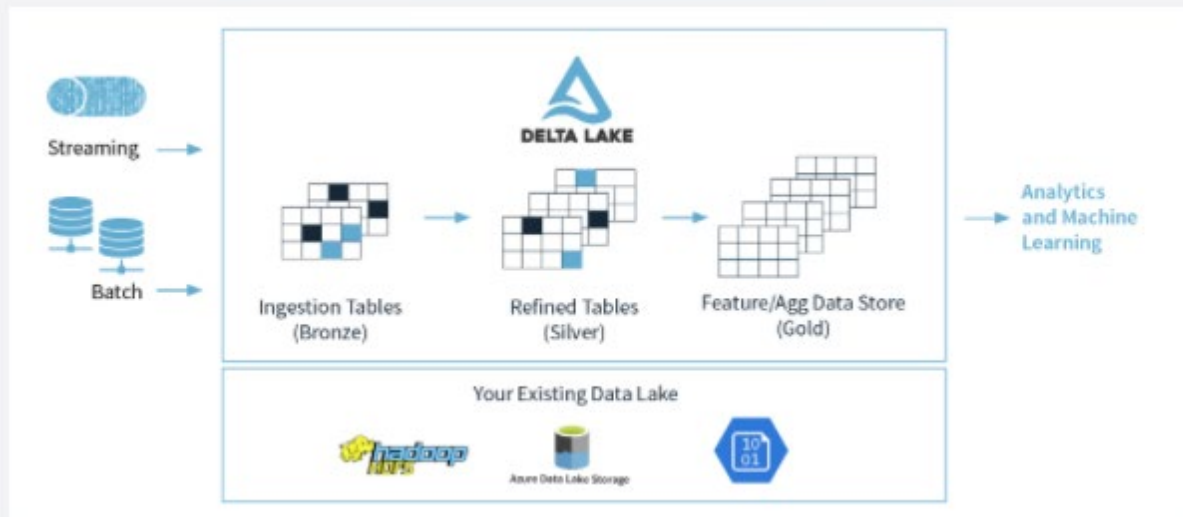 DELTA LAKE
Streaming
Batch
Ingestion Tables
(Bronze)
Refined Tables
(Silver)
Feature/Agg Data Store
(Gold)
Analytics
and Machine
Learning
Your Existing Data Lake
hadoop
HDFS
Azure Data Lake Storage
10
01